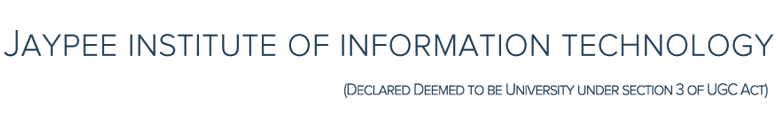 Jaypee institute of information technology
(Declared Deemed to be University under section 3 of UGC Act)